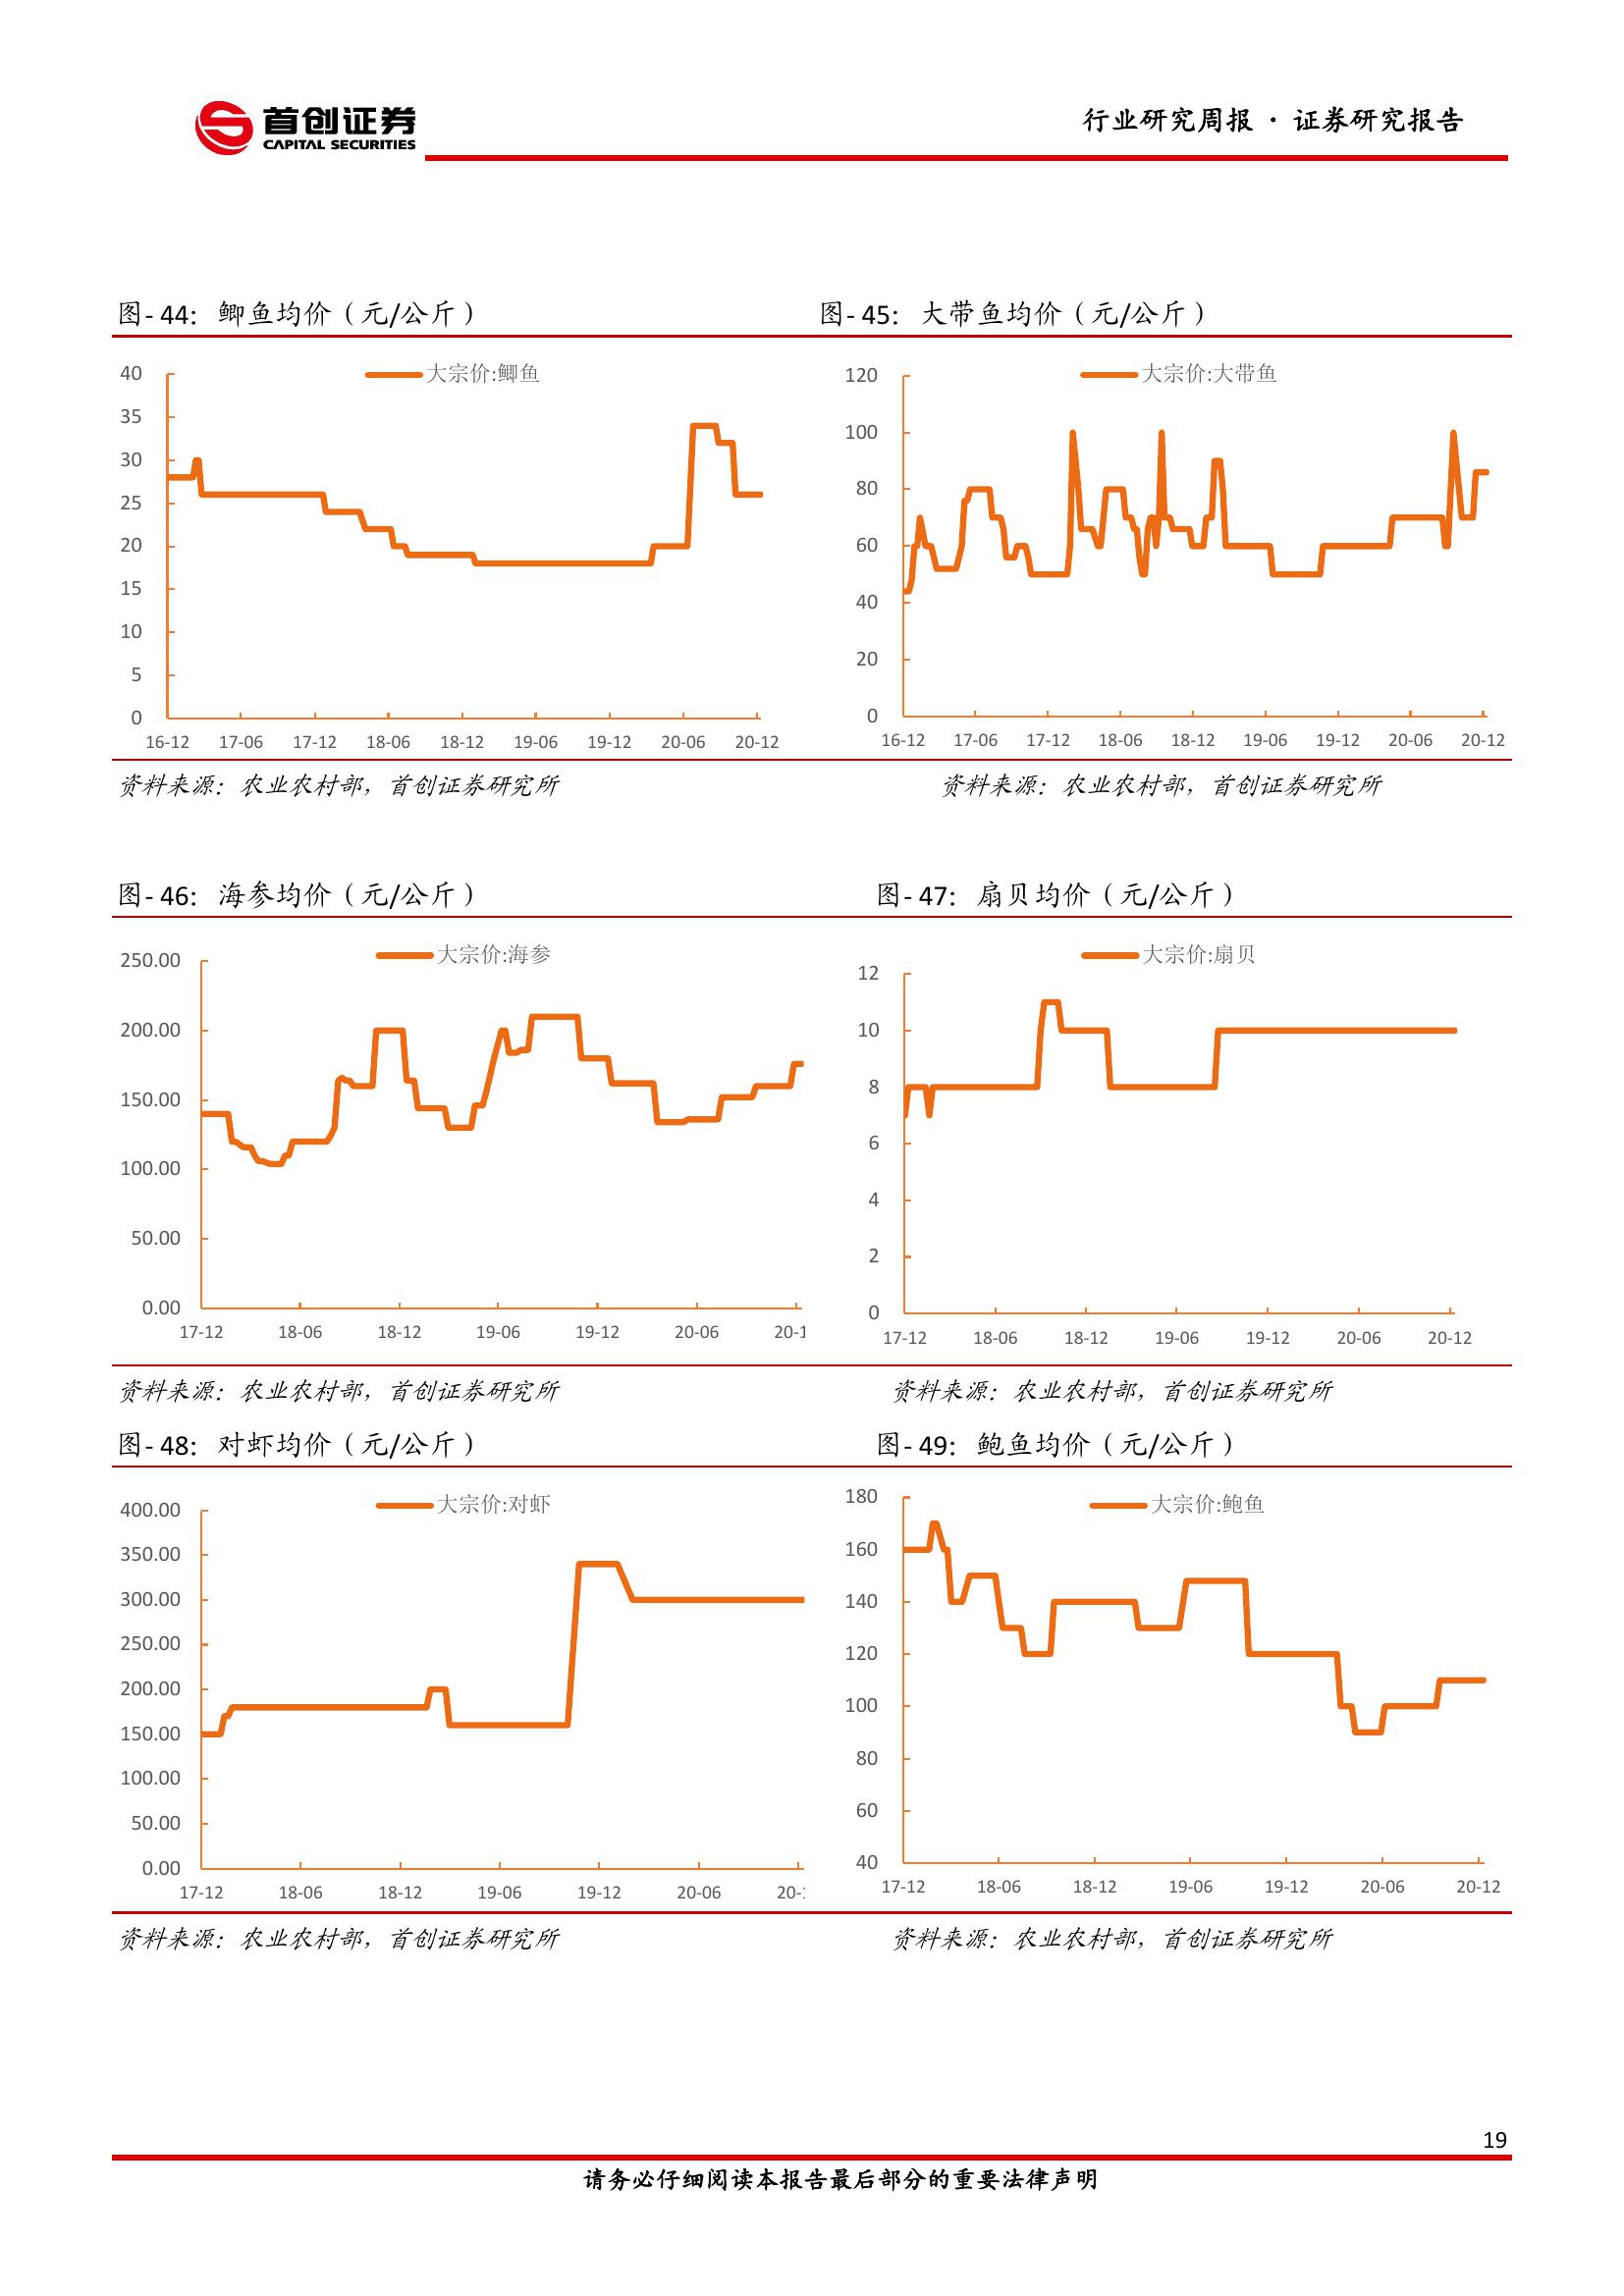 首创证券
CAPITAL SECURITIES
行业研究周报 · 证券研究报告
图- 44: 鲫鱼均价（元/公斤）
大宗价:鲫鱼
40
35
30
25
20
15
10
5
0
16-12 17-06 17-12 18-06 18-12 19-06 19-12 20-06 20-12
资料来源：农业农村部，首创证券研究所
图- 45: 大带鱼均价（元/公斤）
大宗价:大带鱼
120
100
80
60
40
20
0
16-12 17-06 17-12 18-06 18-12 19-06 19-12 20-06 20-12
资料来源：农业农村部，首创证券研究所
图- 46: 海参均价（元/公斤）
大宗价:海参
250.00
200.00
150.00
100.00
50.00
0.00
17-12 18-06 18-12 19-06 19-12 20-06 20-1
资料来源：农业农村部，首创证券研究所
图- 47: 扇贝均价（元/公斤）
大宗价:扇贝
12
10
8
6
4
2
0
17-12 18-06 18-12 19-06 19-12 20-06 20-12
资料来源：农业农村部，首创证券研究所
图- 48: 对虾均价（元/公斤）
大宗价:对虾
400.00
350.00
300.00
250.00
200.00
150.00
100.00
50.00
0.00
17-12 18-06 18-12 19-06 19-12 20-06 20-
资料来源：农业农村部，首创证券研究所
图- 49: 鲍鱼均价（元/公斤）
大宗价:鲍鱼
180
160
140
120
100
80
60
40
17-12 18-06 18-12 19-06 19-12 20-06 20-12
资料来源：农业农村部，首创证券研究所
19
请务必仔细阅读本报告最后部分的重要法律声明